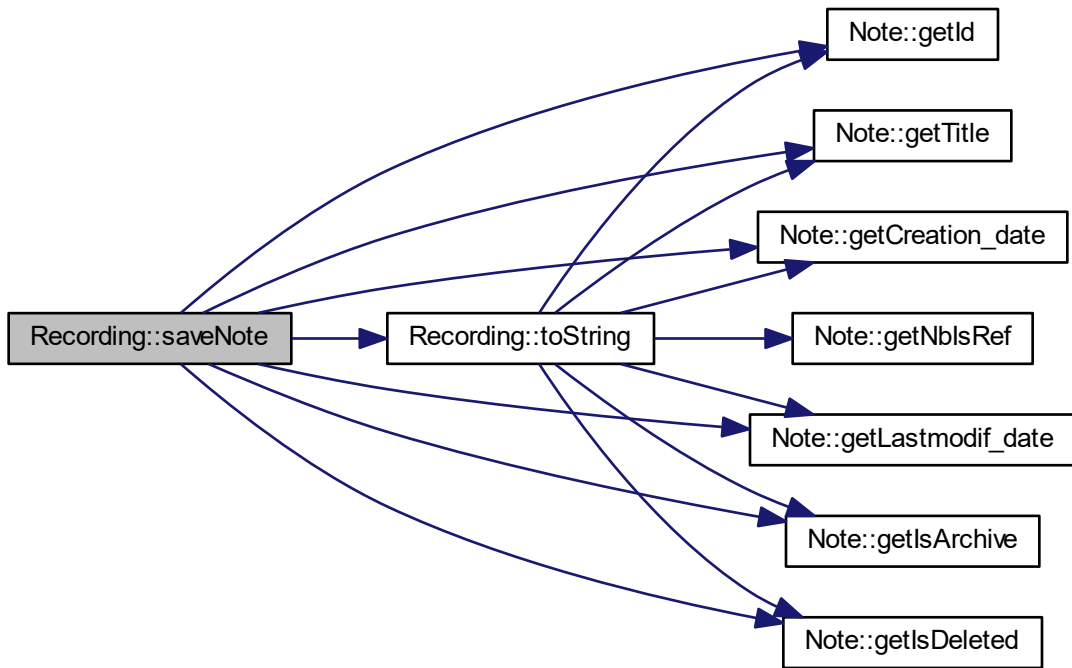 Note::getId
Note::getTitle
Note::getCreation_date
Recording::saveNote
Recording::toString
Note::getNbIsRef
Note::getLastmodif_date
Note::getIsArchive
Note::getIsDeleted